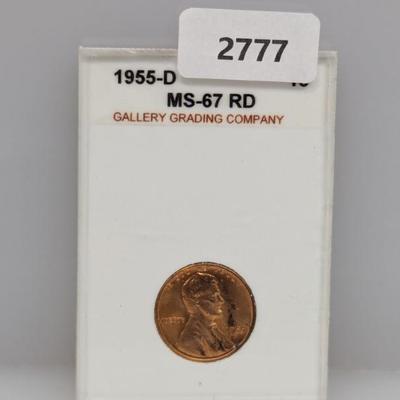 2777
1955-D
MS-67 RD
GALLERY GRADING COMPANY